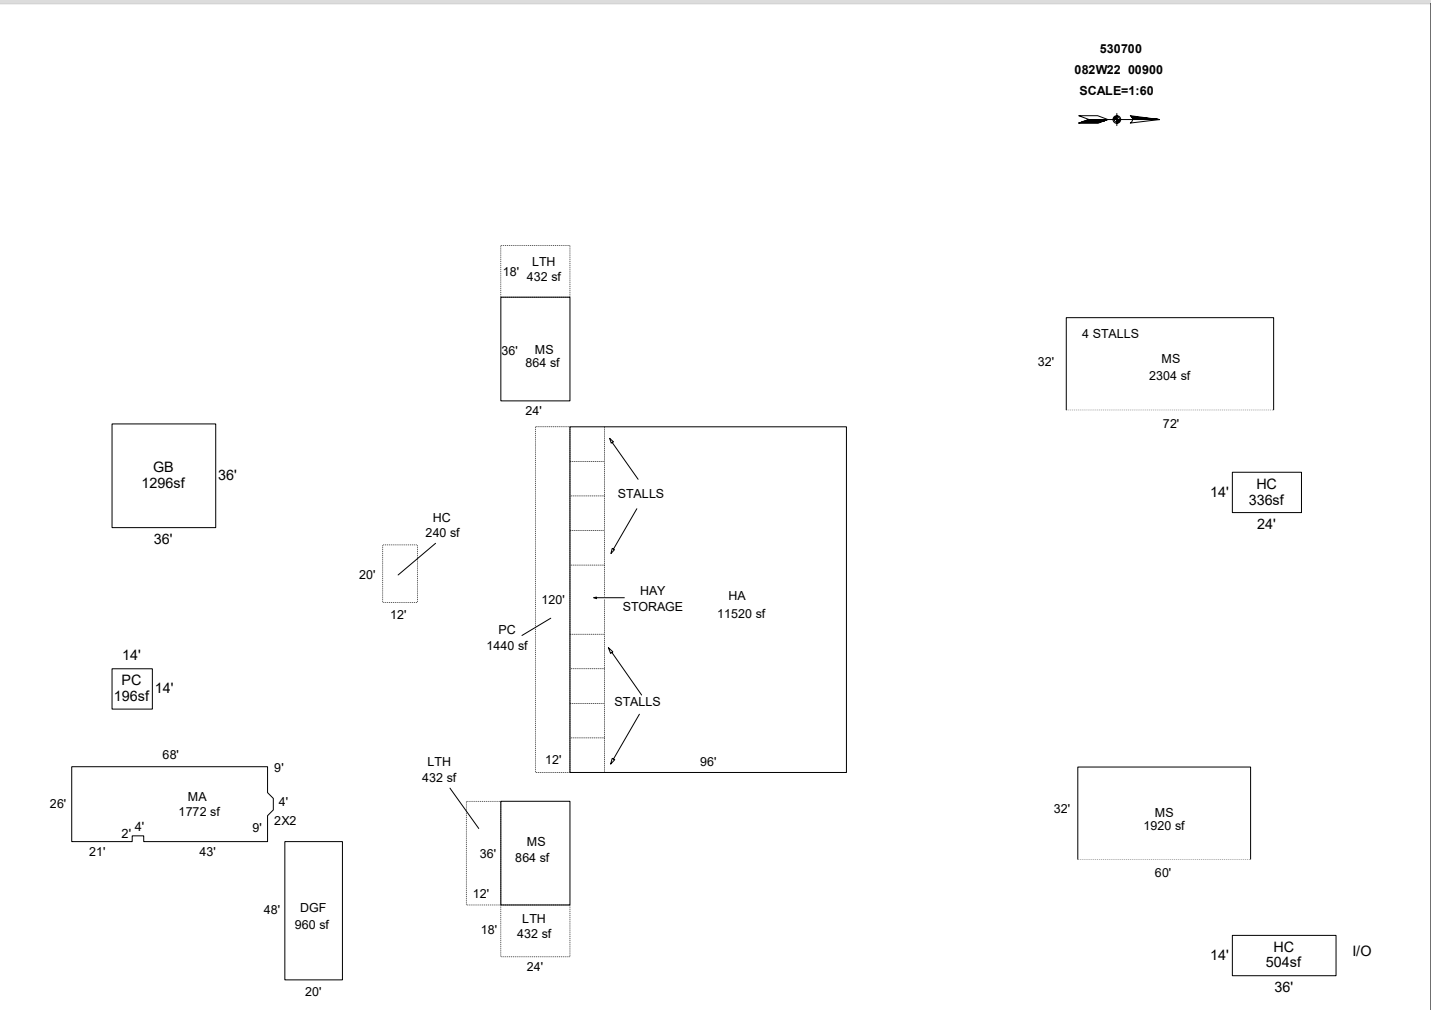 530700
082W22 00900
SCALE=1:60
LTH
18' 432 sf
36' MS
864 sf
24'
4 STALLS
32' MS
2304 sf
72'
GB
1296sf
36'
36'
STALLS
HC
14' 336sf
24'
HC
240 sf
20'
12'
120' HAY
STORAGE
HA
11520 sf
PC
1440 sf
14'
PC
196sf
14'
STALLS
12' 96'
68'
9'
26' MA
1772 sf
4'
2X2
2' 4' 9'
21' 43'
LTH
432 sf
MS
36' 864 sf
12'
LTH
18' 432 sf
24'
48' DGF
960 sf
20'
32' MS
1920 sf
60'
HC
14' 504sf
I/O
36'